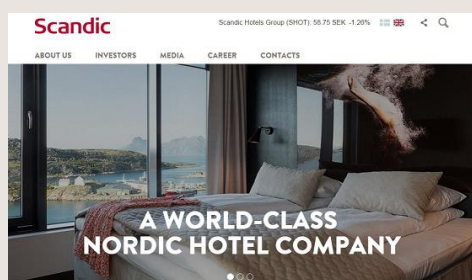 Scandic
Scandic Hotels Group (SHOT): 58.75 SEK -1.26%
ABOUT US INVESTORS MEDIA CAREER CONTACTS
A WORLD-CLASS
NORDIC HOTEL COMPANY